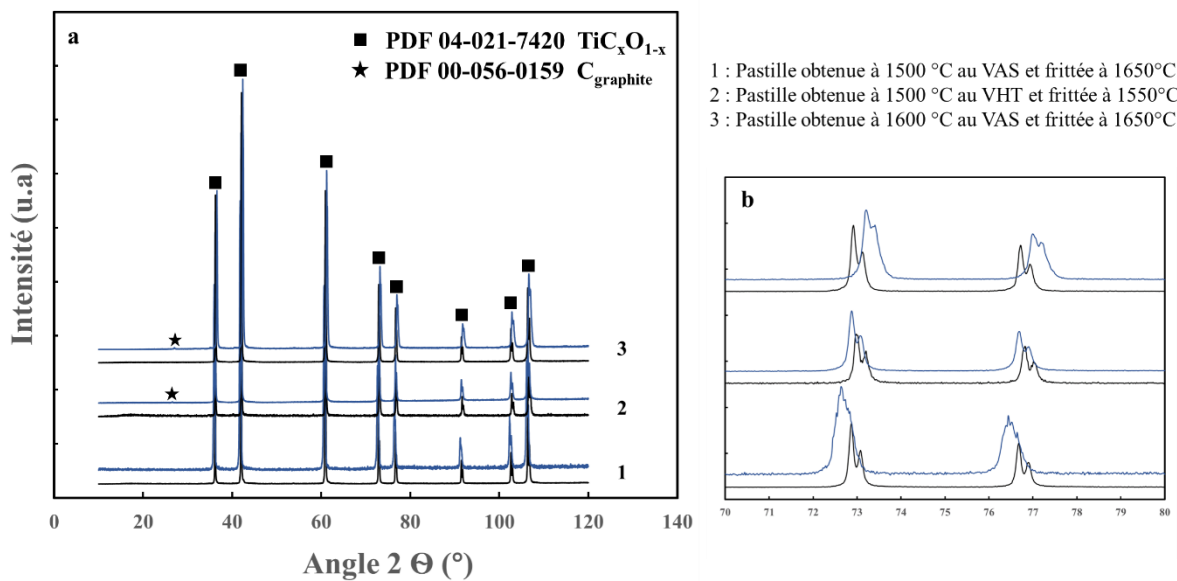 a
■ PDF 04-021-7420 TiCxO1-x
★ PDF 00-056-0159 Cgraphite
Intensité (u.a)
3
2
1
0 20 40 60 80 100 120 140
Angle 2 Θ (°)
1 : Pastille obtenue à 1500 °C au VAS et frittée à 1650°C
2 : Pastille obtenue à 1500 °C au VHT et frittée à 1550°C
3 : Pastille obtenue à 1600 °C au VAS et frittée à 1650°C
b
70 71 72 73 74 75 76 77 78 79 80